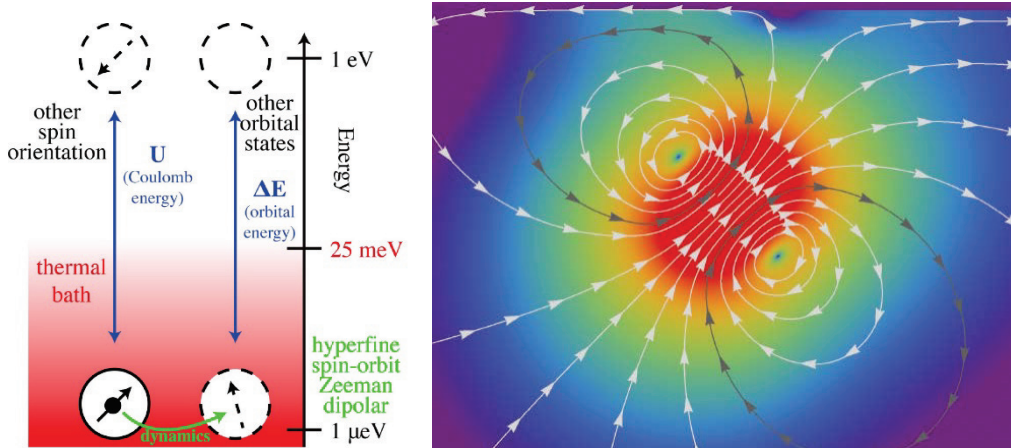 1 eV
other
spin
orientation
U
(Coulomb
energy)
other
orbital
states
ΔE
(orbital
energy)
Energy
25 meV
thermal
bath
hyperfine
spin-orbit
Zeeman
dipolar
dynamics
1 μeV